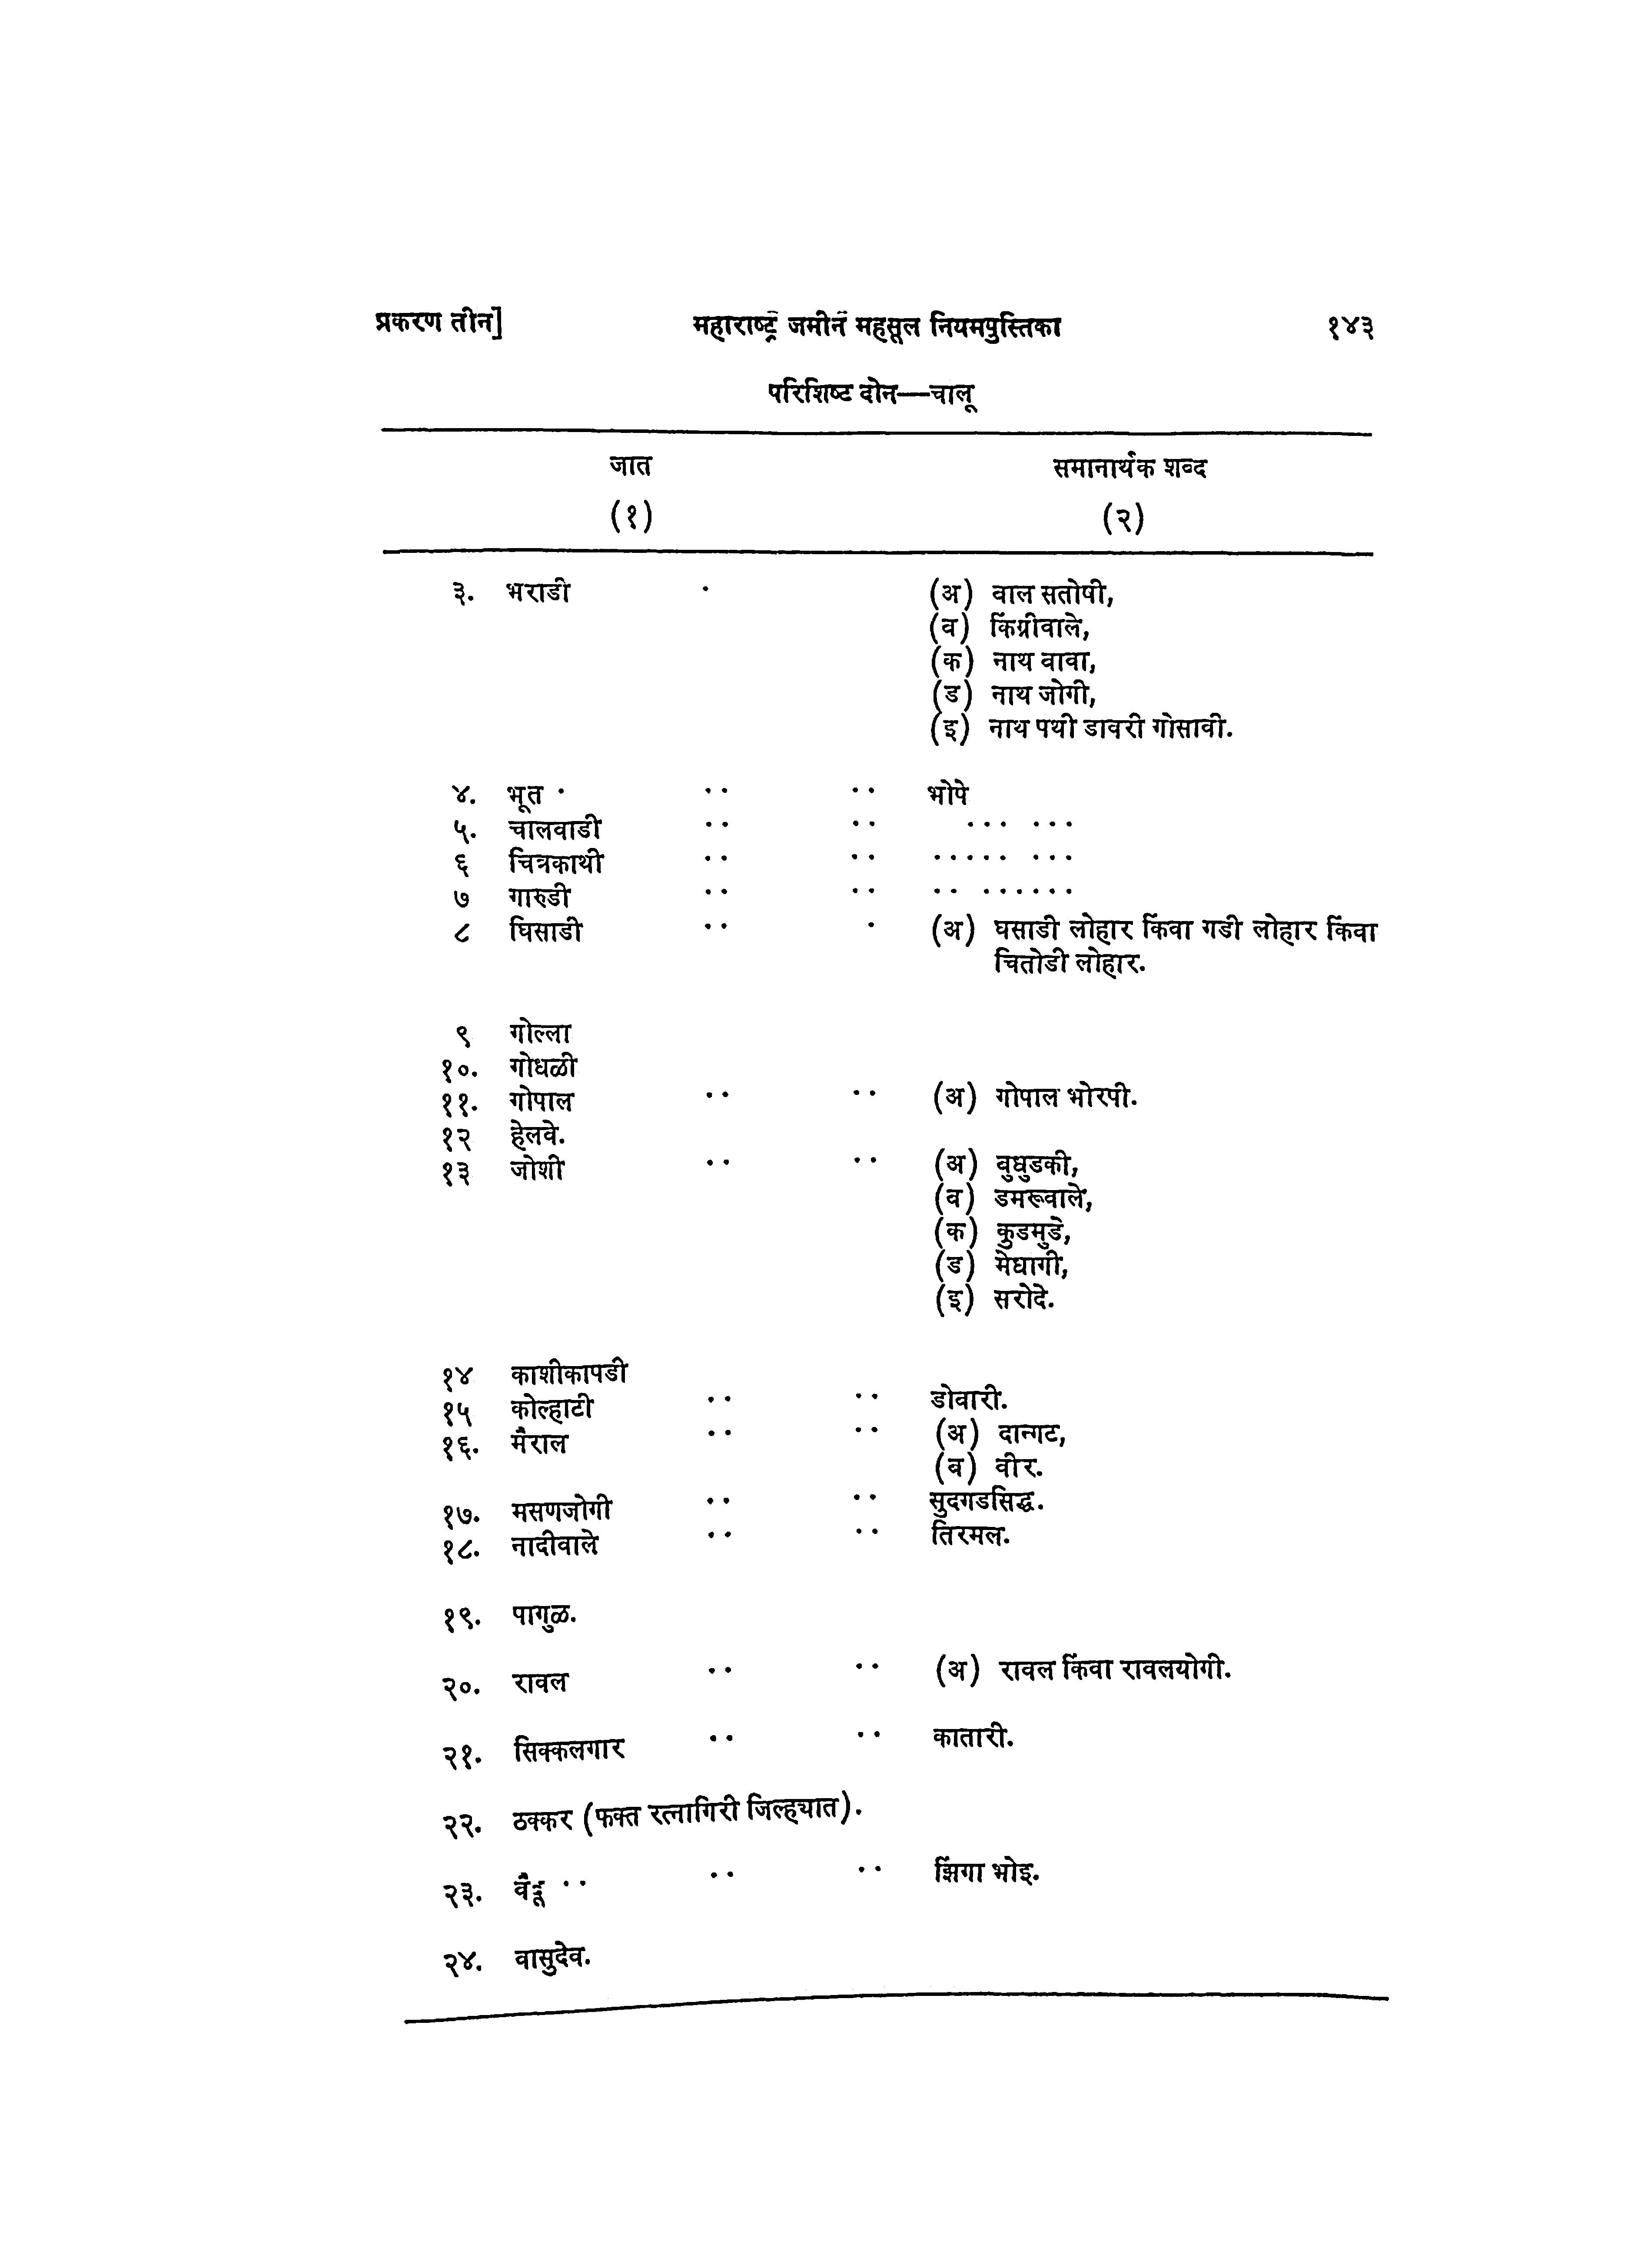 प्रकरण तीन] महाराष्ट्र जमीन महसूल नियमपुस्तिका १४३
परिशिष्ट दोन—चालू
जात समानार्थक शब्द
(१) (२)
३. भराडी . (अ) वाल सतोषी,
(व) किंग्रीवाले,
(क) नाथ वावा,
(ड) नाथ जोगी,
(इ) नाथ पथी डावरी गोसावी.
४. भूत . .. .. भोपे
५. चालवाडी .. .. ... ...
६ चित्रकाथी .. .. ..... ...
७ गारुडी .. .. .. ......
८ घिसाडी .. . (अ) घसाडी लोहार किंवा गडी लोहार किंवा
चितोडी लोहार.
९ गोल्ला
१०. गोधळी
११. गोपाल .. .. (अ) गोपाल भोरपी.
१२ हेलवे.
१३ जोशी .. .. (अ) वुधुडकी,
(व) डमरूवाले,
(क) कुडमुडे,
(ड) मेधागी,
(इ) सरोदे.
१४ काशीकापडी
१५ कोल्हाटी .. .. डोवारी.
१६. मैराल .. .. (अ) दान्गट,
(व) वीर.
१७. मसणजोगी .. .. सुदगडसिद्ध.
१८. नादीवाले .. .. तिरमल.
१९. पागुळ.
२०. रावल .. .. (अ) रावल किंवा रावलयोगी.
२१. सिक्कलगार .. .. कातारी.
२२. ठक्कर (फक्त रत्नागिरी जिल्ह्यात).
२३. वैदू .. .. .. झिंगा भोइ.
२४. वासुदेव.